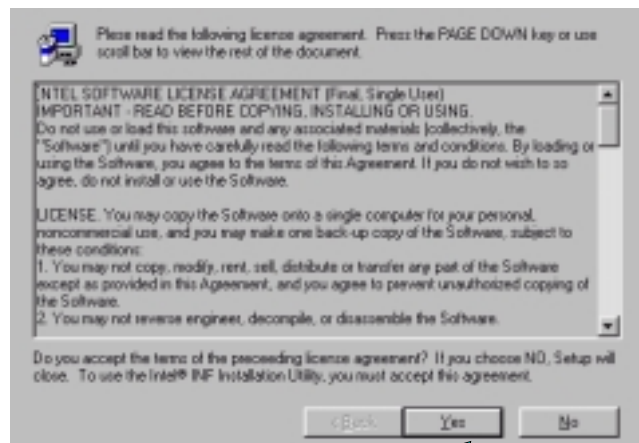 Please read the following license agreement. Press the PAGE DOWN key or use
scroll bar to view the rest of the document.
INTEL SOFTWARE LICENSE AGREEMENT (Final, Single User)
IMPORTANT - READ BEFORE COPYING, INSTALLING OR USING.
Do not use or load this software and any associated materials (collectively, the
"Software") until you have carefully read the following terms and conditions. By loading or
using the Software, you agree to the terms of this Agreement. If you do not wish to so
agree, do not install or use the Software.
LICENSE. You may copy the Software onto a single computer for your personal,
noncommercial use, and you may make one back-up copy of the Software, subject to
these conditions:
1. You may not copy, modify, rent, sell, distribute or transfer any part of the Software
except as provided in this Agreement, and you agree to prevent unauthorized copying of
the Software.
2. You may not reverse engineer, decompile, or disassemble the Software.
Do you accept the terms of the preceeding license agreement? If you choose NO, Setup will
close. To use the Intel® INF Installation Utility, you must accept this agreement.
< Back Yes No